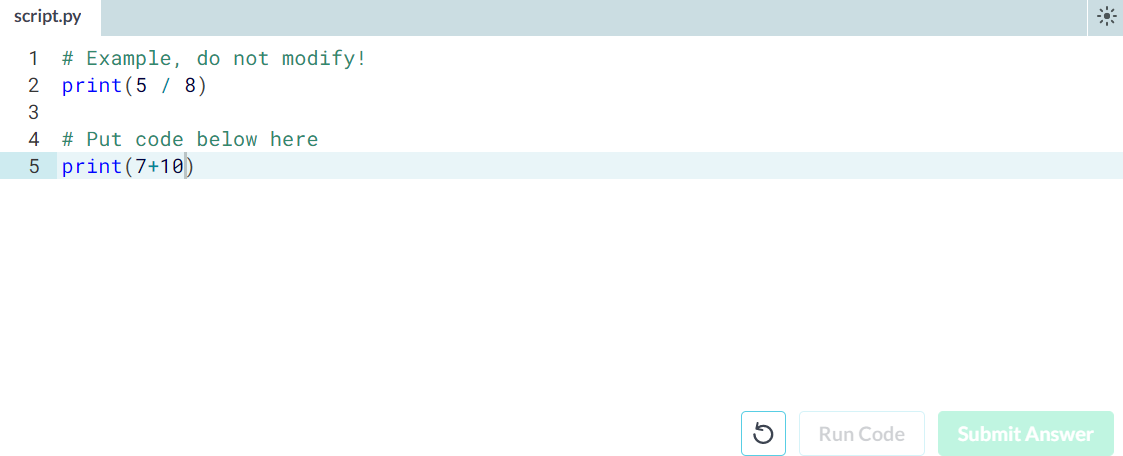 script.py
1 # Example, do not modify!
2 print(5 / 8)
3
4 # Put code below here
5 print(7+10)
Run Code
Submit Answer